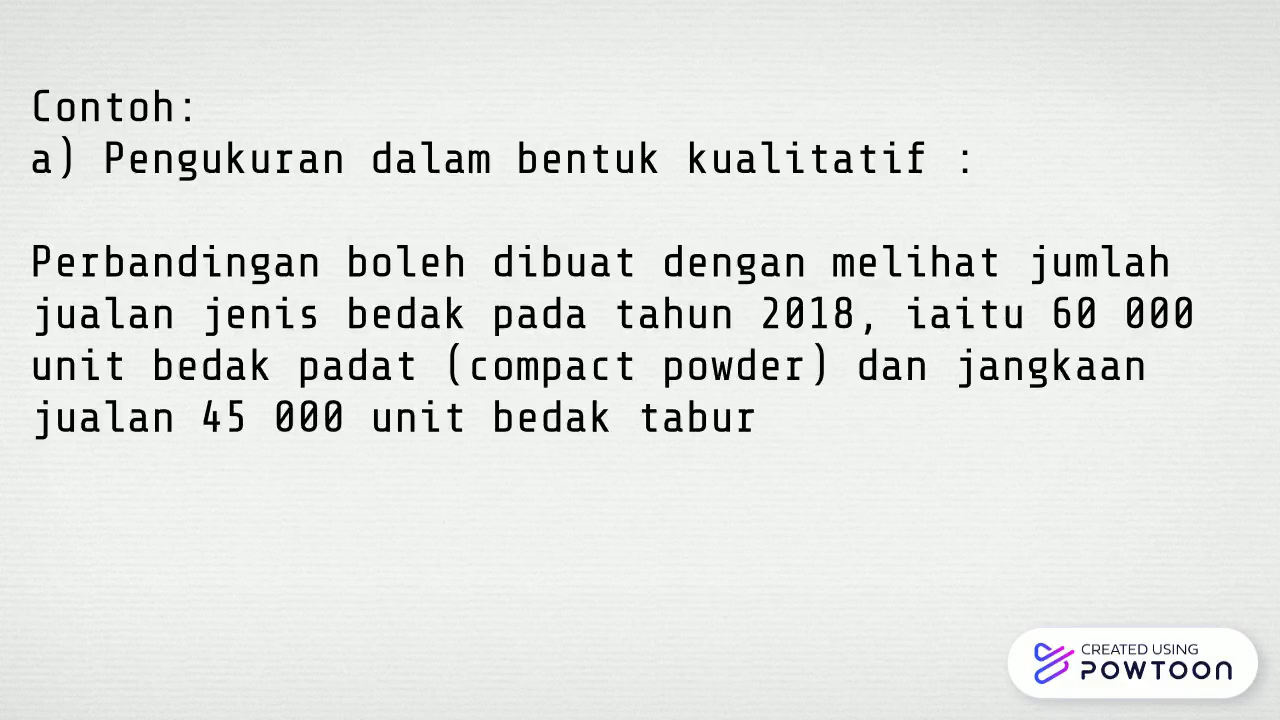 Contoh:
a) Pengukuran dalam bentuk kualitatif :
Perbandingan boleh dibuat dengan melihat jumlah
jualan jenis bedak pada tahun 2018, iaitu 60 000
unit bedak padat (compact powder) dan jangkaan
jualan 45 000 unit bedak tabur
CREATED USING
POWTOON